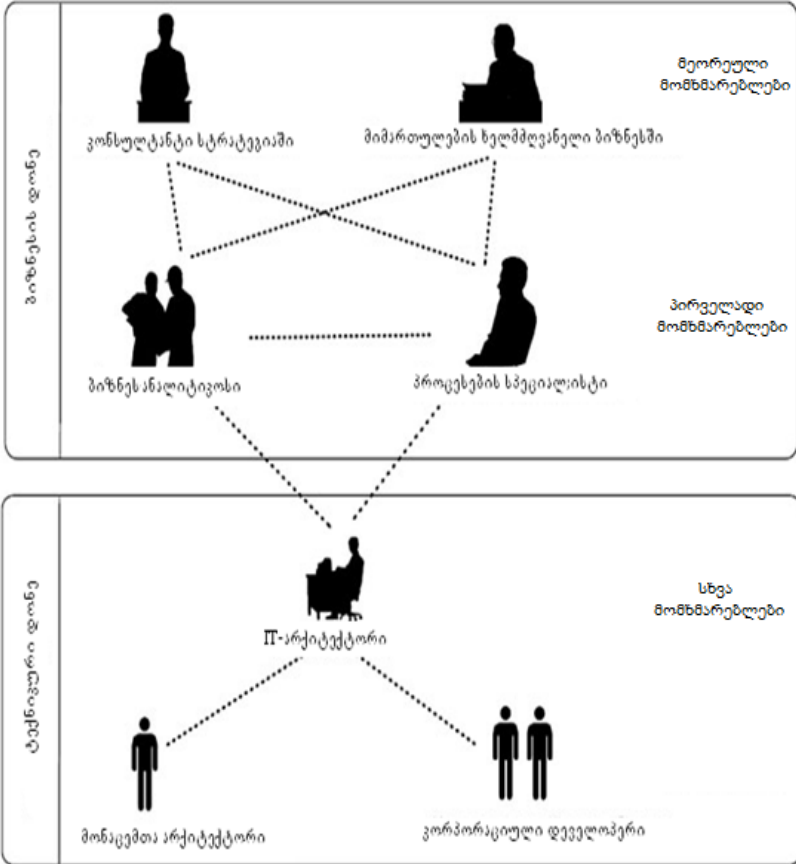 მეორეული
მომხმარებლები
კონსულტანტი სტრატეგიაში
მიმართულების ხელმძღვანელი ბიზნესში
ბიზნესის დონე
პირველადი
მომხმარებლები
ბიზნეს ანალიტიკოსი
პროცესების სპეციალისტი
სხვა
მომხმარებლები
ტექნიკური დონე
IT-არქიტექტორი
მონაცემთა არქიტექტორი
კორპორაციული დეველოპერი